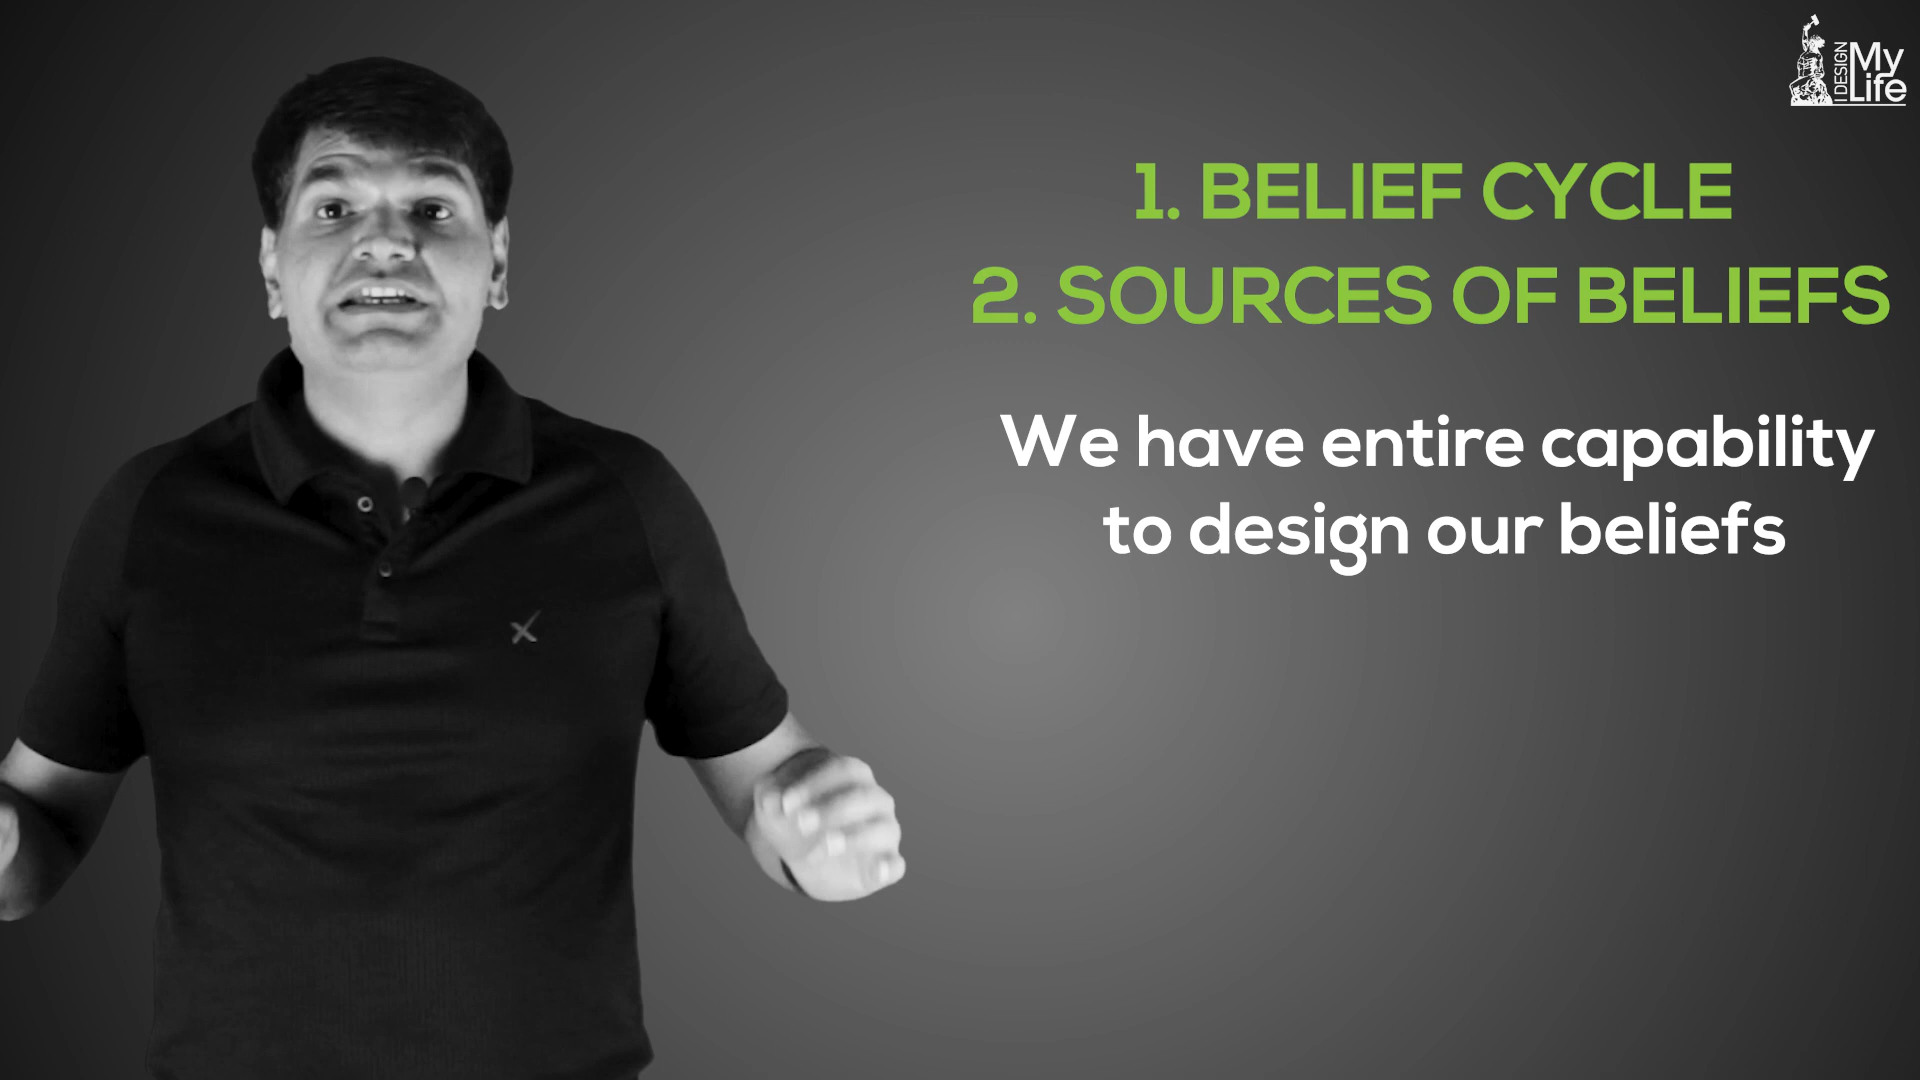 I DESIGN
My
Life
1. BELIEF CYCLE
2. SOURCES OF BELIEFS
We have entire capability
to design our beliefs